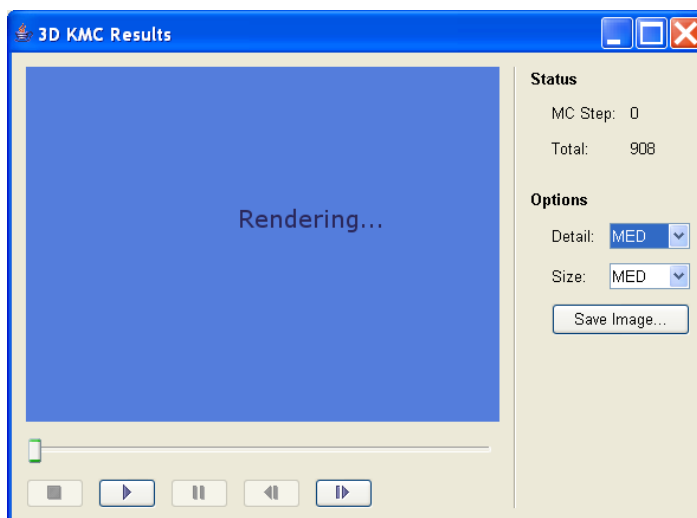 3D KMC Results
Rendering...
Status
MC Step: 0
Total: 908
Options
Detail: MED
Size: MED
Save Image...